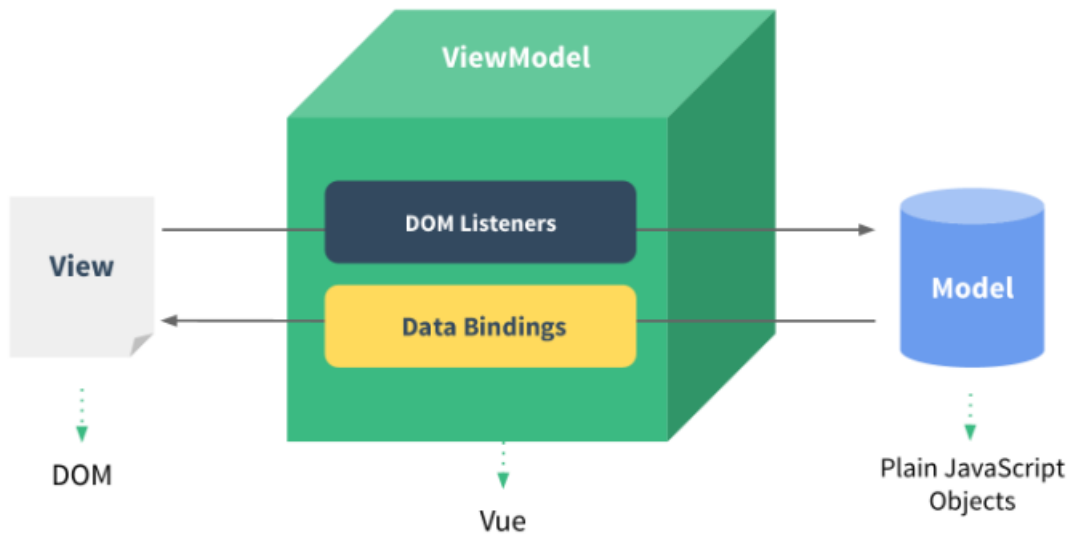 ViewModel
DOM Listeners
View
Data Bindings
Model
DOM
Vue
Plain JavaScript
Objects